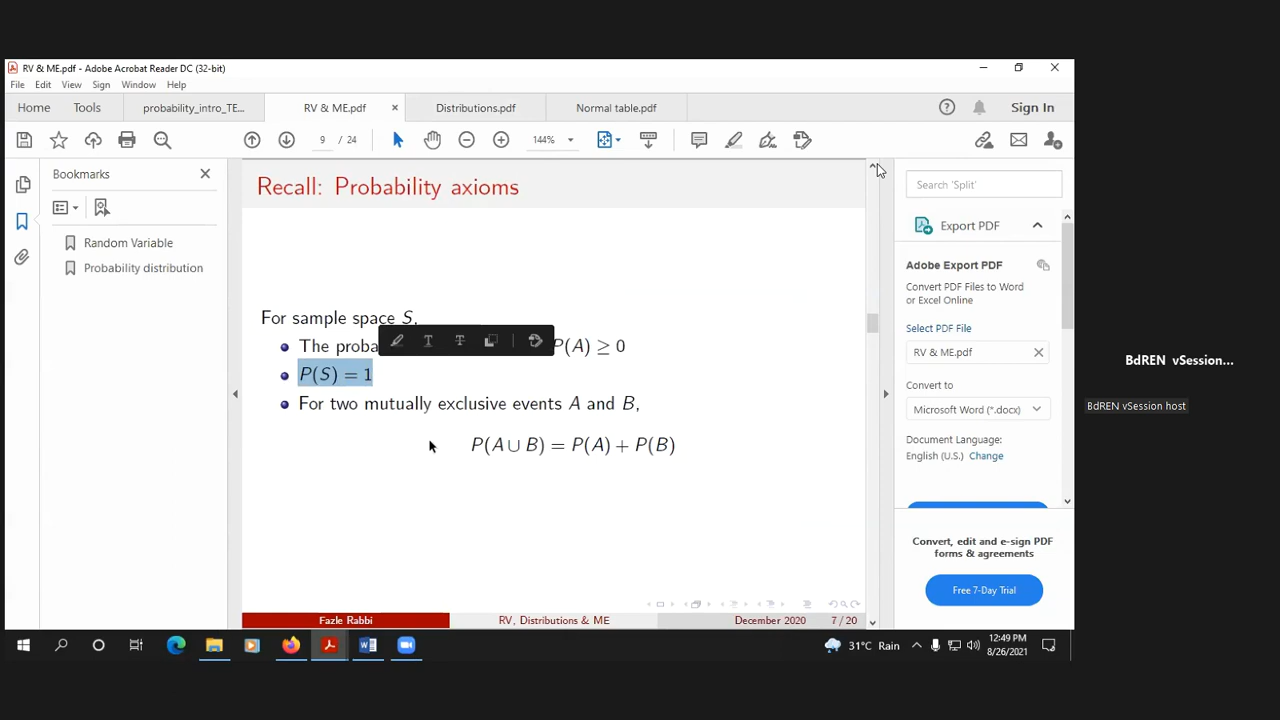 RV & ME.pdf - Adobe Acrobat Reader DC (32-bit)
File Edit View Sign Window Help
Home Tools probability_intro_TE... RV & ME.pdf × Distributions.pdf Normal table.pdf Sign In
9 / 24 144%
Bookmarks
Random Variable
Probability distribution
Recall: Probability axioms
For sample space S,
The proba P(A) ≥ 0
P(S) = 1
For two mutually exclusive events A and B,
P(A ∪ B) = P(A) + P(B)
Fazle Rabbi RV, Distributions & ME December 2020 7 / 20
Search 'Split'
Export PDF
Adobe Export PDF
Convert PDF Files to Word
or Excel Online
Select PDF File
RV & ME.pdf
Convert to
Microsoft Word (*.docx)
Document Language:
English (U.S.) Change
Convert, edit and e-sign PDF
forms & agreements
Free 7-Day Trial
BdREN vSession...
BdREN vSession host
31°C Rain
12:49 PM
8/26/2021